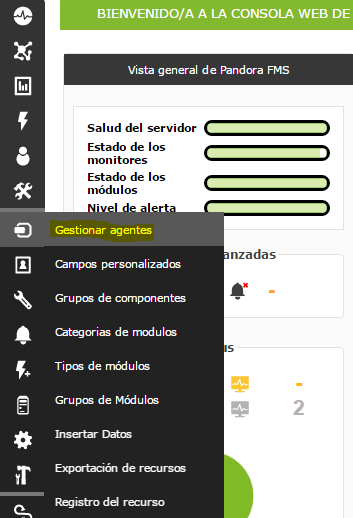 BIENVENIDO/A A LA CONSOLA WEB DE
Vista general de Pandora FMS
Salud del servidor
Estado de los
monitores
Estado de los
módulos
Nivel de alerta
Gestionar agentes
anzadas
Campos personalizados
-
Grupos de componentes
Categorias de modulos
us
Tipos de módulos
-
Grupos de Módulos
2
Insertar Datos
Exportación de recursos
Registro del recurso